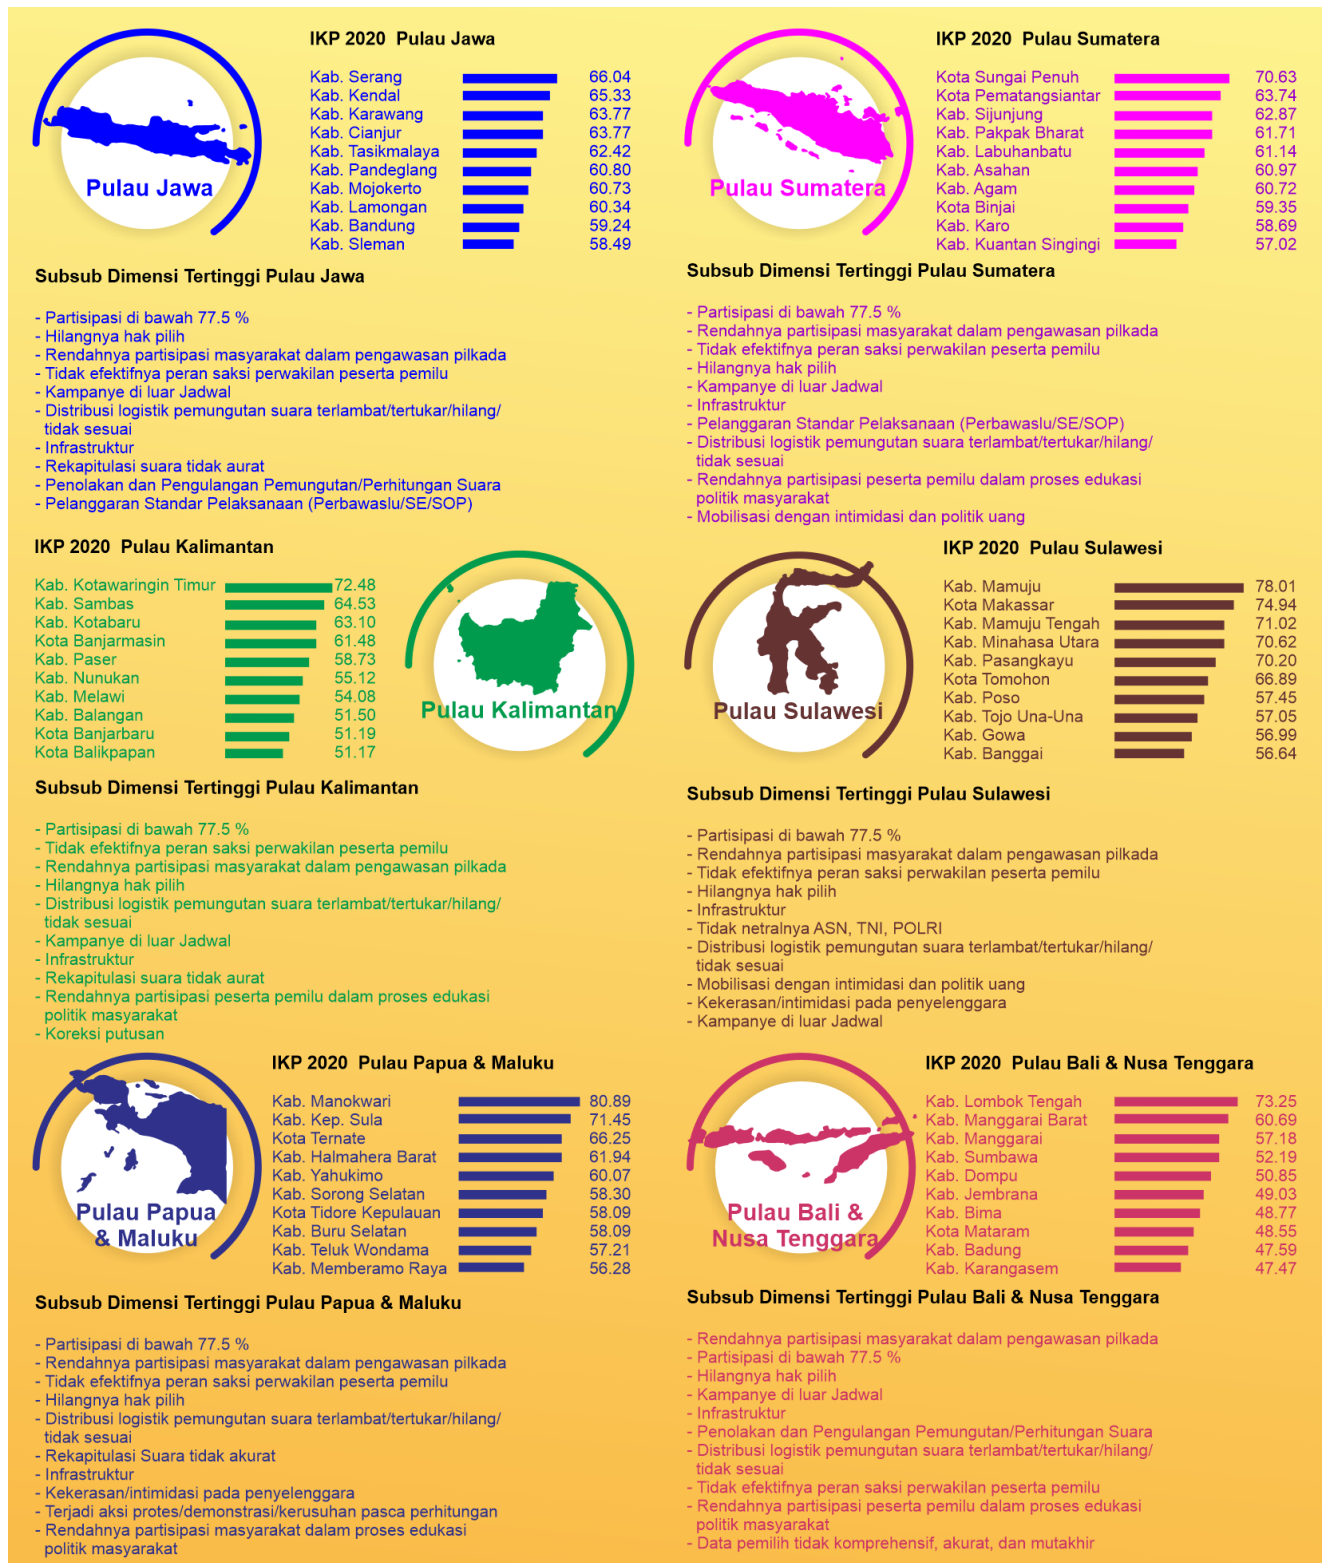 Pulau Jawa
IKP 2020  Pulau Jawa
Kab. Serang 66.04
Kab. Kendal 65.33
Kab. Karawang 63.77
Kab. Cianjur 63.77
Kab. Tasikmalaya 62.42
Kab. Pandeglang 60.80
Kab. Mojokerto 60.73
Kab. Lamongan 60.34
Kab. Bandung 59.24
Kab. Sleman 58.49
Subsub Dimensi Tertinggi Pulau Jawa
- Partisipasi di bawah 77.5 %
- Hilangnya hak pilih
- Rendahnya partisipasi masyarakat dalam pengawasan pilkada
- Tidak efektifnya peran saksi perwakilan peserta pemilu
- Kampanye di luar Jadwal
- Distribusi logistik pemungutan suara terlambat/tertukar/hilang/
tidak sesuai
- Infrastruktur
- Rekapitulasi suara tidak aurat
- Penolakan dan Pengulangan Pemungutan/Perhitungan Suara
- Pelanggaran Standar Pelaksanaan (Perbawaslu/SE/SOP)
Pulau Sumatera
IKP 2020  Pulau Sumatera
Kota Sungai Penuh 70.63
Kota Pematangsiantar 63.74
Kab. Sijunjung 62.87
Kab. Pakpak Bharat 61.71
Kab. Labuhanbatu 61.14
Kab. Asahan 60.97
Kab. Agam 60.72
Kota Binjai 59.35
Kab. Karo 58.69
Kab. Kuantan Singingi 57.02
Subsub Dimensi Tertinggi Pulau Sumatera
- Partisipasi di bawah 77.5 %
- Rendahnya partisipasi masyarakat dalam pengawasan pilkada
- Tidak efektifnya peran saksi perwakilan peserta pemilu
- Hilangnya hak pilih
- Kampanye di luar Jadwal
- Infrastruktur
- Pelanggaran Standar Pelaksanaan (Perbawaslu/SE/SOP)
- Distribusi logistik pemungutan suara terlambat/tertukar/hilang/
tidak sesuai
- Rendahnya partisipasi peserta pemilu dalam proses edukasi
politik masyarakat
- Mobilisasi dengan intimidasi dan politik uang
IKP 2020  Pulau Kalimantan
Kab. Kotawaringin Timur 72.48
Kab. Sambas 64.53
Kab. Kotabaru 63.10
Kota Banjarmasin 61.48
Kab. Paser 58.73
Kab. Nunukan 55.12
Kab. Melawi 54.08
Kab. Balangan 51.50
Kota Banjarbaru 51.19
Kota Balikpapan 51.17
Pulau Kalimantan
Subsub Dimensi Tertinggi Pulau Kalimantan
- Partisipasi di bawah 77.5 %
- Tidak efektifnya peran saksi perwakilan peserta pemilu
- Rendahnya partisipasi masyarakat dalam pengawasan pilkada
- Hilangnya hak pilih
- Distribusi logistik pemungutan suara terlambat/tertukar/hilang/
tidak sesuai
- Kampanye di luar Jadwal
- Infrastruktur
- Rekapitulasi suara tidak aurat
- Rendahnya partisipasi peserta pemilu dalam proses edukasi
politik masyarakat
- Koreksi putusan
Pulau Sulawesi
IKP 2020  Pulau Sulawesi
Kab. Mamuju 78.01
Kota Makassar 74.94
Kab. Mamuju Tengah 71.02
Kab. Minahasa Utara 70.62
Kab. Pasangkayu 70.20
Kota Tomohon 66.89
Kab. Poso 57.45
Kab. Tojo Una-Una 57.05
Kab. Gowa 56.99
Kab. Banggai 56.64
Subsub Dimensi Tertinggi Pulau Sulawesi
- Partisipasi di bawah 77.5 %
- Rendahnya partisipasi masyarakat dalam pengawasan pilkada
- Tidak efektifnya peran saksi perwakilan peserta pemilu
- Hilangnya hak pilih
- Infrastruktur
- Tidak netralnya ASN, TNI, POLRI
- Distribusi logistik pemungutan suara terlambat/tertukar/hilang/
tidak sesuai
- Mobilisasi dengan intimidasi dan politik uang
- Kekerasan/intimidasi pada penyelenggara
- Kampanye di luar Jadwal
Pulau Papua
& Maluku
IKP 2020  Pulau Papua & Maluku
Kab. Manokwari 80.89
Kab. Kep. Sula 71.45
Kota Ternate 66.25
Kab. Halmahera Barat 61.94
Kab. Yahukimo 60.07
Kab. Sorong Selatan 58.30
Kota Tidore Kepulauan 58.09
Kab. Buru Selatan 58.09
Kab. Teluk Wondama 57.21
Kab. Memberamo Raya 56.28
Subsub Dimensi Tertinggi Pulau Papua & Maluku
- Partisipasi di bawah 77.5 %
- Rendahnya partisipasi masyarakat dalam pengawasan pilkada
- Tidak efektifnya peran saksi perwakilan peserta pemilu
- Hilangnya hak pilih
- Distribusi logistik pemungutan suara terlambat/tertukar/hilang/
tidak sesuai
- Rekapitulasi Suara tidak akurat
- Infrastruktur
- Kekerasan/intimidasi pada penyelenggara
- Terjadi aksi protes/demonstrasi/kerusuhan pasca perhitungan
- Rendahnya partisipasi masyarakat dalam proses edukasi
politik masyarakat
Pulau Bali &
Nusa Tenggara
IKP 2020  Pulau Bali & Nusa Tenggara
Kab. Lombok Tengah 73.25
Kab. Manggarai Barat 60.69
Kab. Manggarai 57.18
Kab. Sumbawa 52.19
Kab. Dompu 50.85
Kab. Jembrana 49.03
Kab. Bima 48.77
Kota Mataram 48.55
Kab. Badung 47.59
Kab. Karangasem 47.47
Subsub Dimensi Tertinggi Pulau Bali & Nusa Tenggara
- Rendahnya partisipasi masyarakat dalam pengawasan pilkada
- Partisipasi di bawah 77.5 %
- Hilangnya hak pilih
- Kampanye di luar Jadwal
- Infrastruktur
- Penolakan dan Pengulangan Pemungutan/Perhitungan Suara
- Distribusi logistik pemungutan suara terlambat/tertukar/hilang/
tidak sesuai
- Tidak efektifnya peran saksi perwakilan peserta pemilu
- Rendahnya partisipasi peserta pemilu dalam proses edukasi
politik masyarakat
- Data pemilih tidak komprehensif, akurat, dan mutakhir